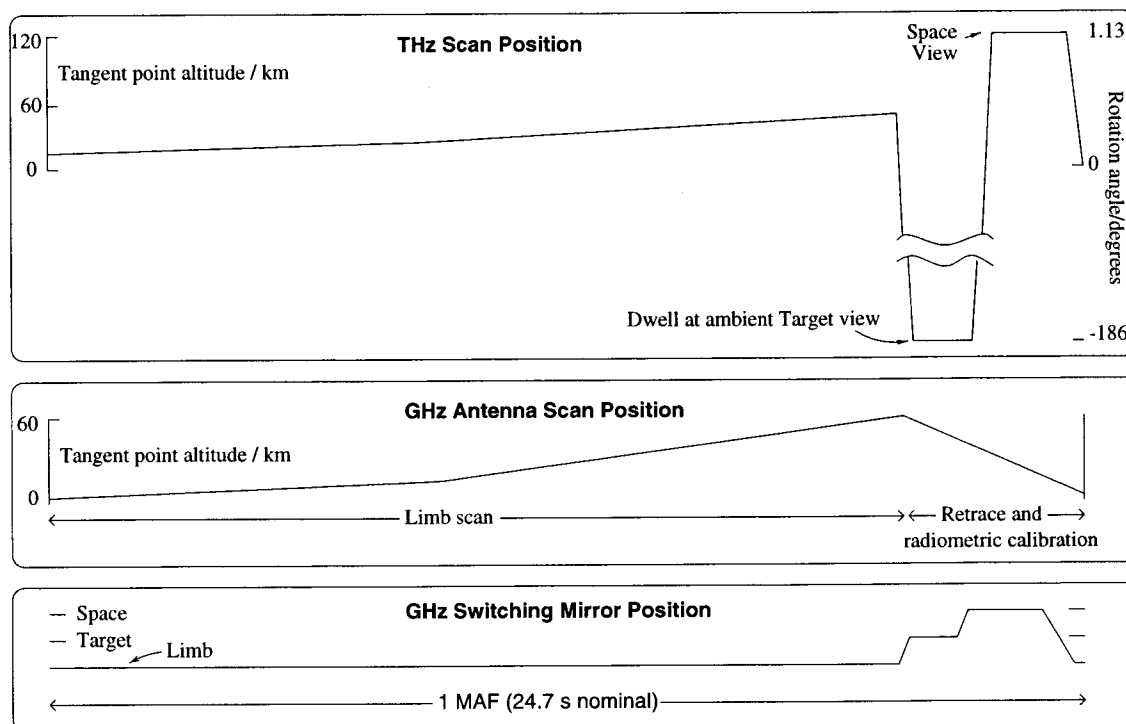 THz Scan Position
120
Tangent point altitude / km
60
0
Space
View
1.13
0
Rotation angle/degrees
Dwell at ambient Target view
-186
GHz Antenna Scan Position
60
Tangent point altitude / km
0
Limb scan
Retrace and
radiometric calibration
GHz Switching Mirror Position
Space
Target
Limb
1 MAF (24.7 s nominal)